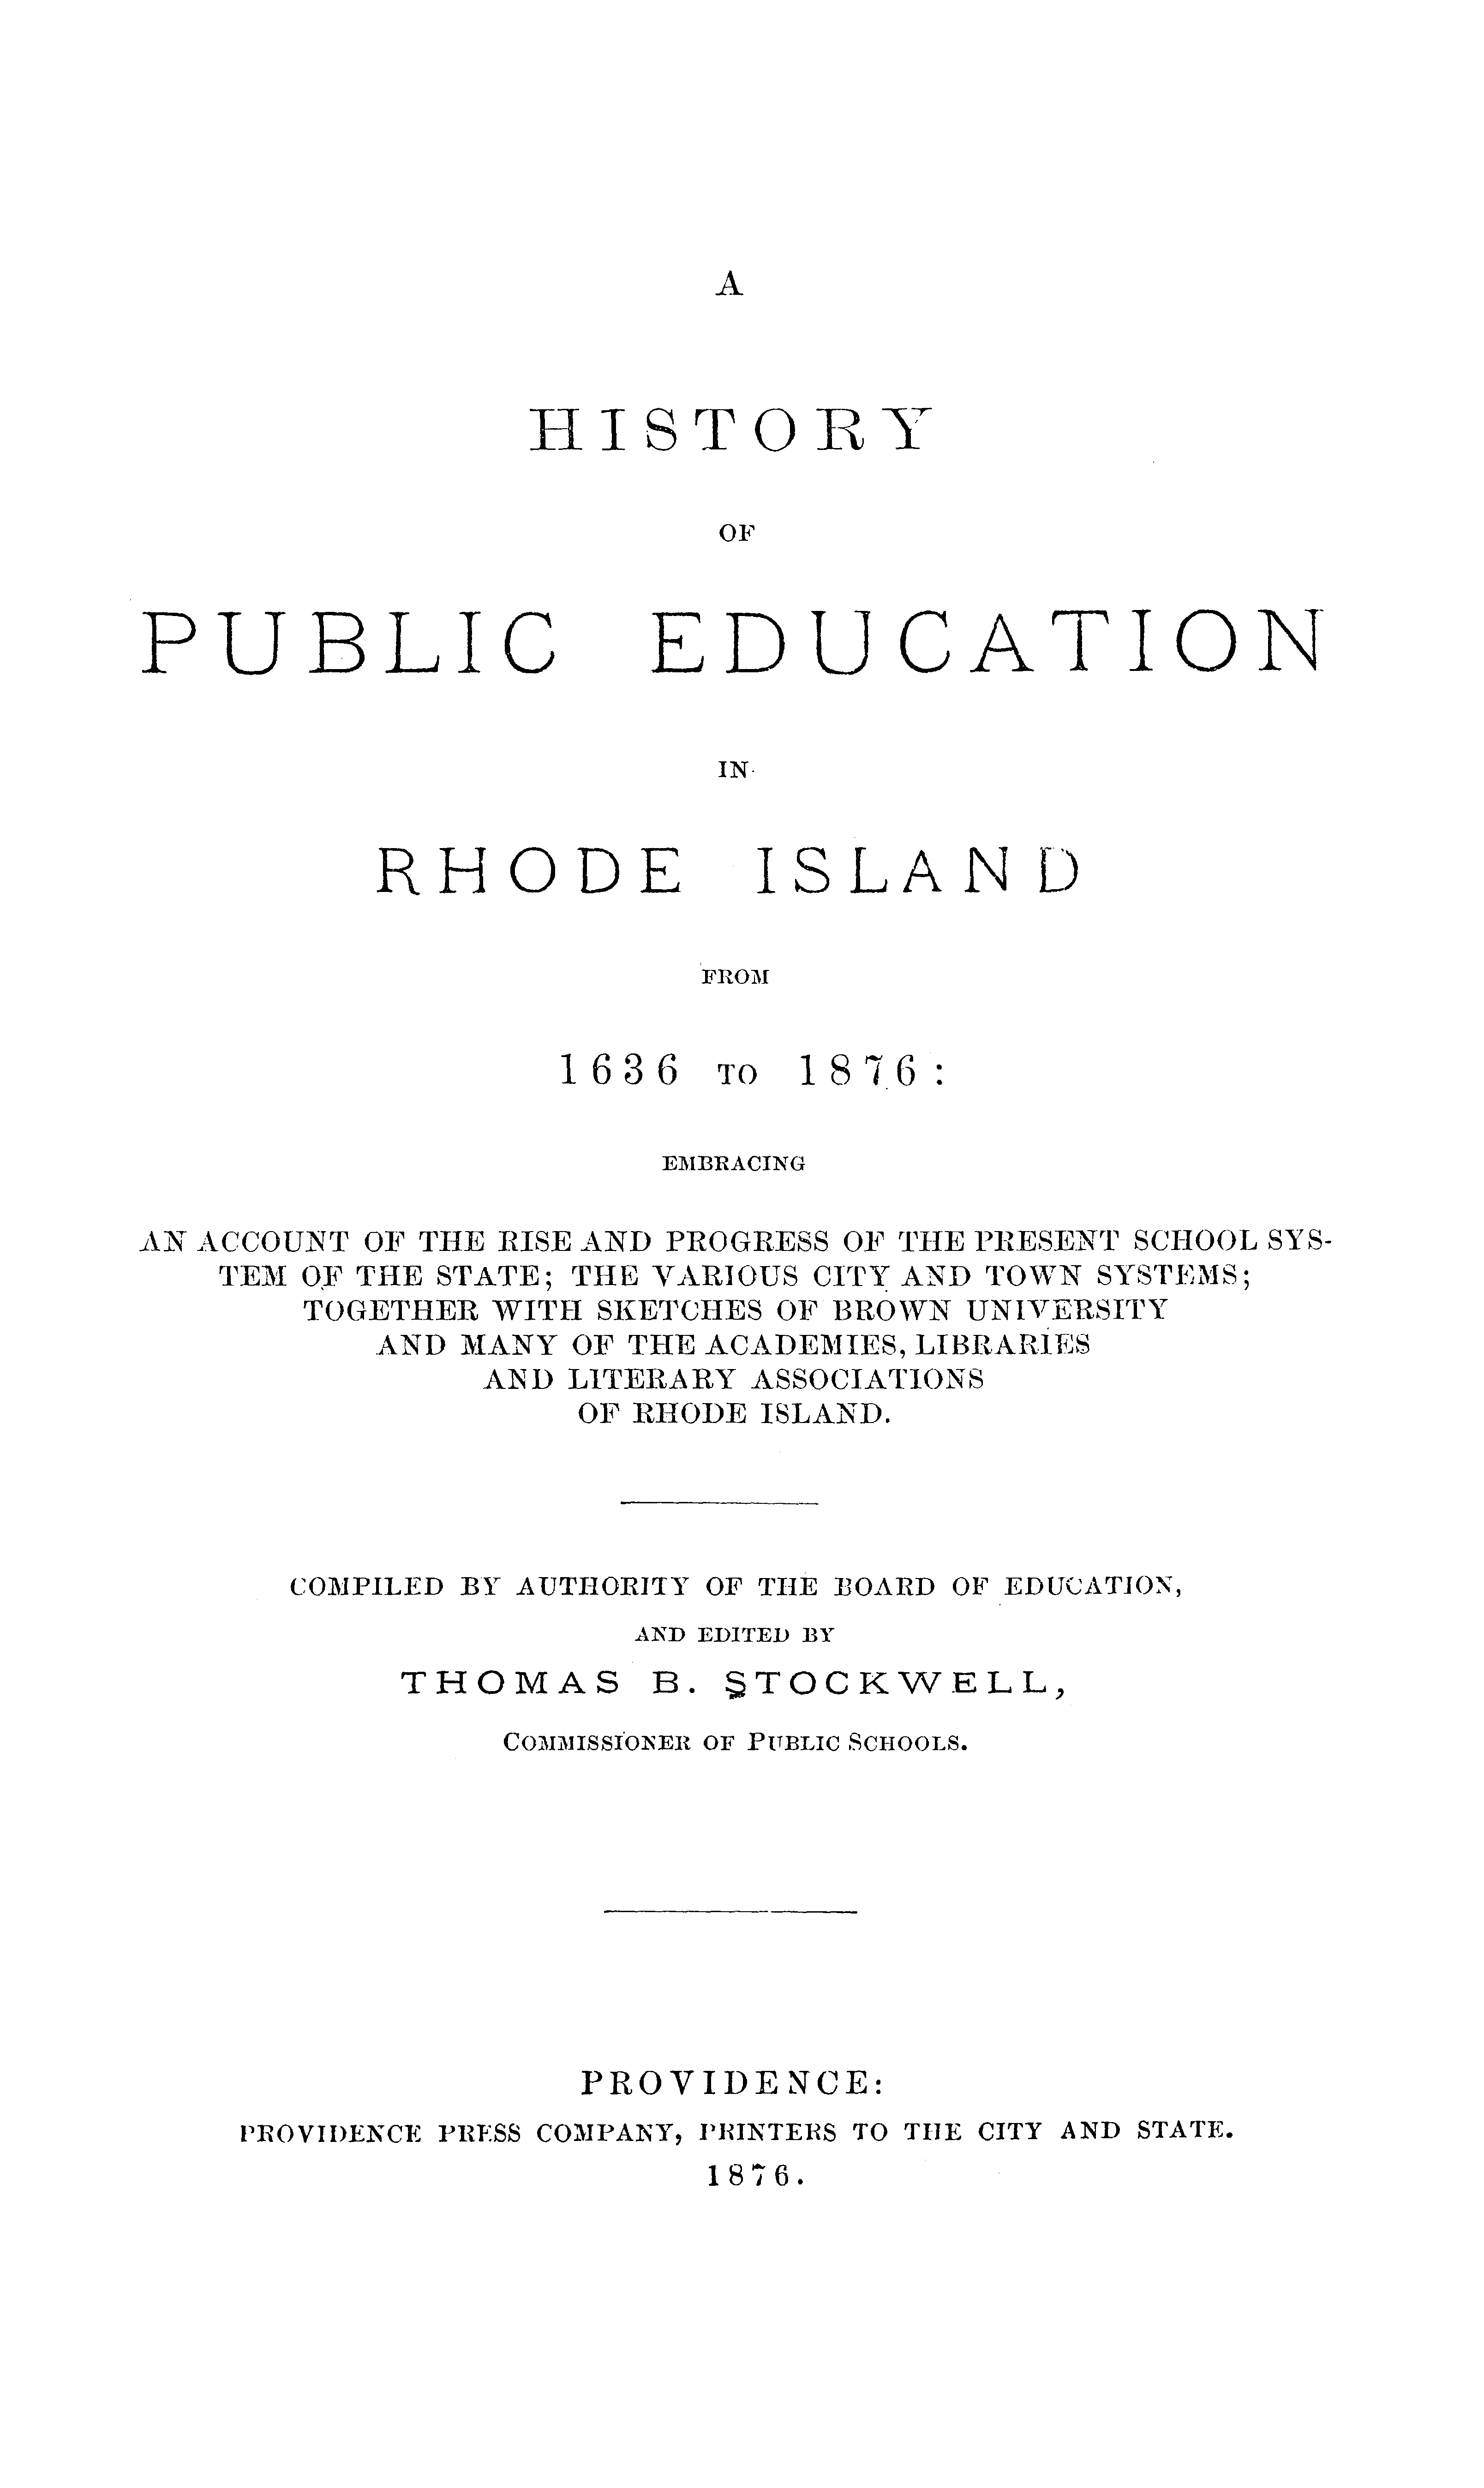 A
HISTORY
OF
PUBLIC EDUCATION
IN
RHODE ISLAND
FROM
1636 TO 1876:
EMBRACING
AN ACCOUNT OF THE RISE AND PROGRESS OF THE PRESENT SCHOOL SYS-
TEM OF THE STATE; THE VARIOUS CITY AND TOWN SYSTEMS;
TOGETHER WITH SKETCHES OF BROWN UNIVERSITY
AND MANY OF THE ACADEMIES, LIBRARIES
AND LITERARY ASSOCIATIONS
OF RHODE ISLAND.
COMPILED BY AUTHORITY OF THE BOARD OF EDUCATION,
AND EDITED BY
THOMAS B. STOCKWELL,
COMMISSIONER OF PUBLIC SCHOOLS.
PROVIDENCE:
PROVIDENCE PRESS COMPANY, PRINTERS TO THE CITY AND STATE.
1876.